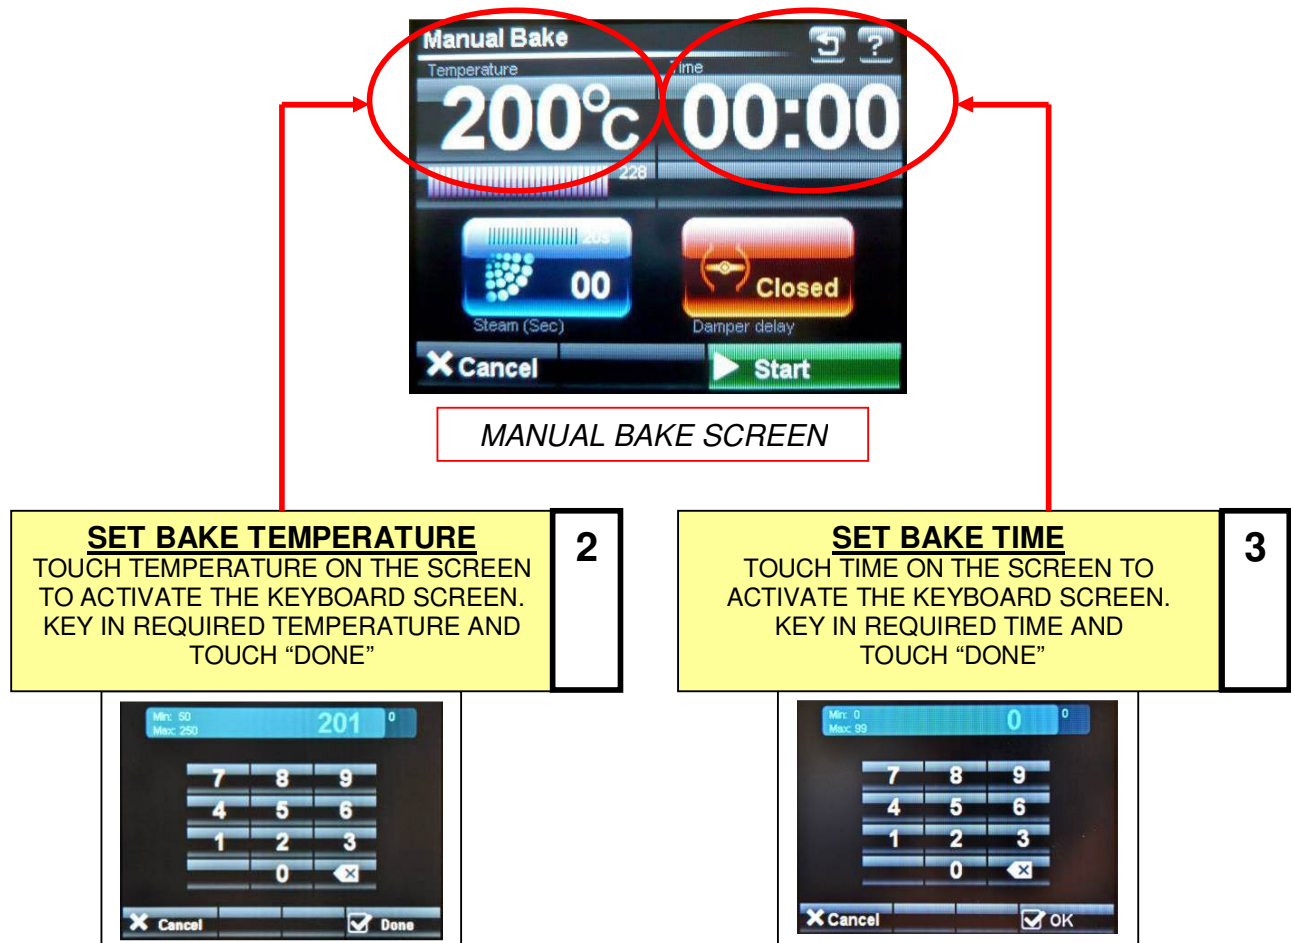 Manual Bake
?
Temperature
Time
200°C
00:00
228
20s
00
Closed
Steam (Sec)
Damper delay
Cancel
Start
MANUAL BAKE SCREEN
SET BAKE TEMPERATURE
TOUCH TEMPERATURE ON THE SCREEN
TO ACTIVATE THE KEYBOARD SCREEN.
KEY IN REQUIRED TEMPERATURE AND
TOUCH “DONE”
2
SET BAKE TIME
TOUCH TIME ON THE SCREEN TO
ACTIVATE THE KEYBOARD SCREEN.
KEY IN REQUIRED TIME AND
TOUCH “DONE”
3
Min: 50
Max: 250
201
0
7 8 9
4 5 6
1 2 3
0
Cancel
Done
Min: 0
Max: 99
0
0
7 8 9
4 5 6
1 2 3
0
Cancel
OK